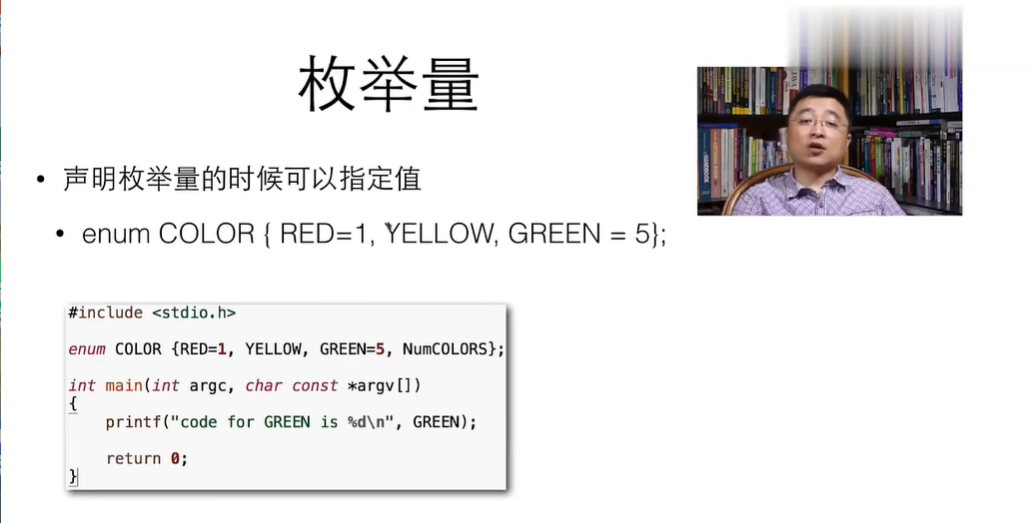 枚举量
• 声明枚举量的时候可以指定值
• enum COLOR { RED=1, YELLOW, GREEN = 5};
#include <stdio.h>
enum COLOR {RED=1, YELLOW, GREEN=5, NumCOLORS};
int main(int argc, char const *argv[])
{
    printf("code for GREEN is %d\n", GREEN);
    return 0;
}